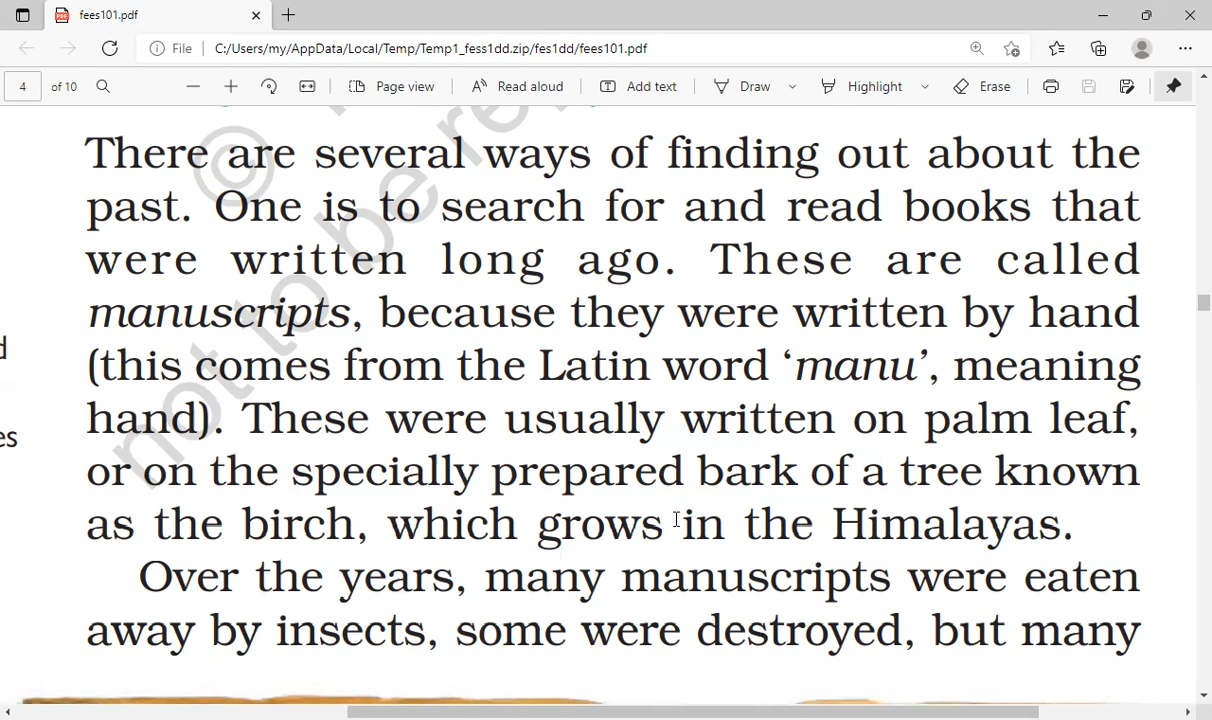 fees101.pdf
File C:/Users/my/AppData/Local/Temp/Temp1_fess1dd.zip/fes1dd/fees101.pdf
4 of 10 Page view Read aloud Add text Draw Highlight Erase
There are several ways of finding out about the
past. One is to search for and read books that
were written long ago. These are called
manuscripts, because they were written by hand
(this comes from the Latin word ‘manu’, meaning
hand). These were usually written on palm leaf,
or on the specially prepared bark of a tree known
as the birch, which grows in the Himalayas.
Over the years, many manuscripts were eaten
away by insects, some were destroyed, but many
d
es
©
not to be re